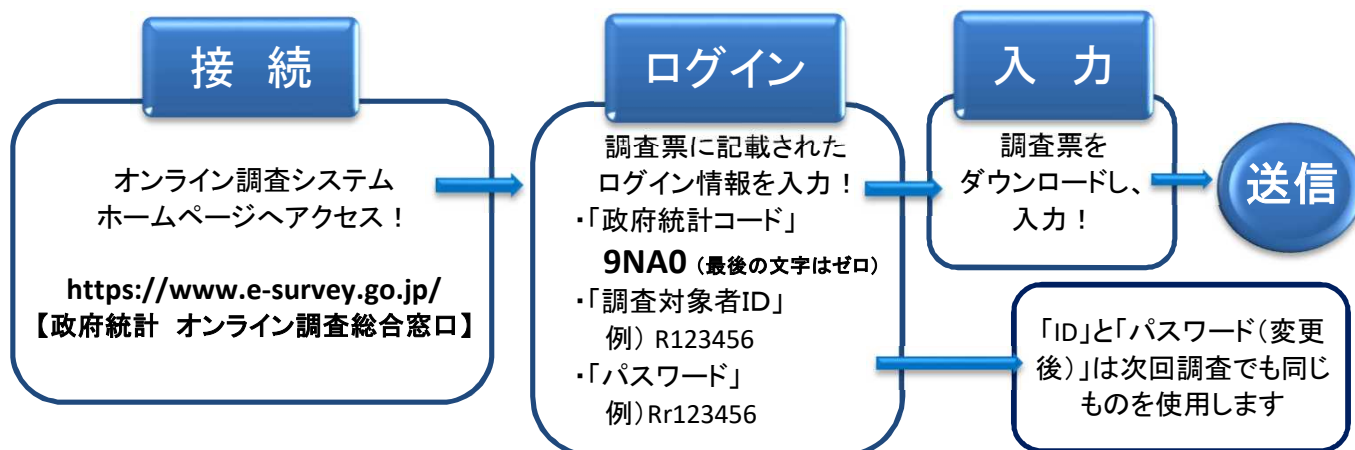 接 続
オンライン調査システム
ホームページへアクセス！
https://www.e-survey.go.jp/
【政府統計 オンライン調査総合窓口】
ログイン
調査票に記載された
ログイン情報を入力！
・「政府統計コード」
9NA0（最後の文字はゼロ）
・「調査対象者ID」
例） R123456
・「パスワード」
例）Rr123456
入 力
調査票を
ダウンロードし、
入力！
送信
「ID」と「パスワード（変更
後）」は次回調査でも同じ
ものを使用します